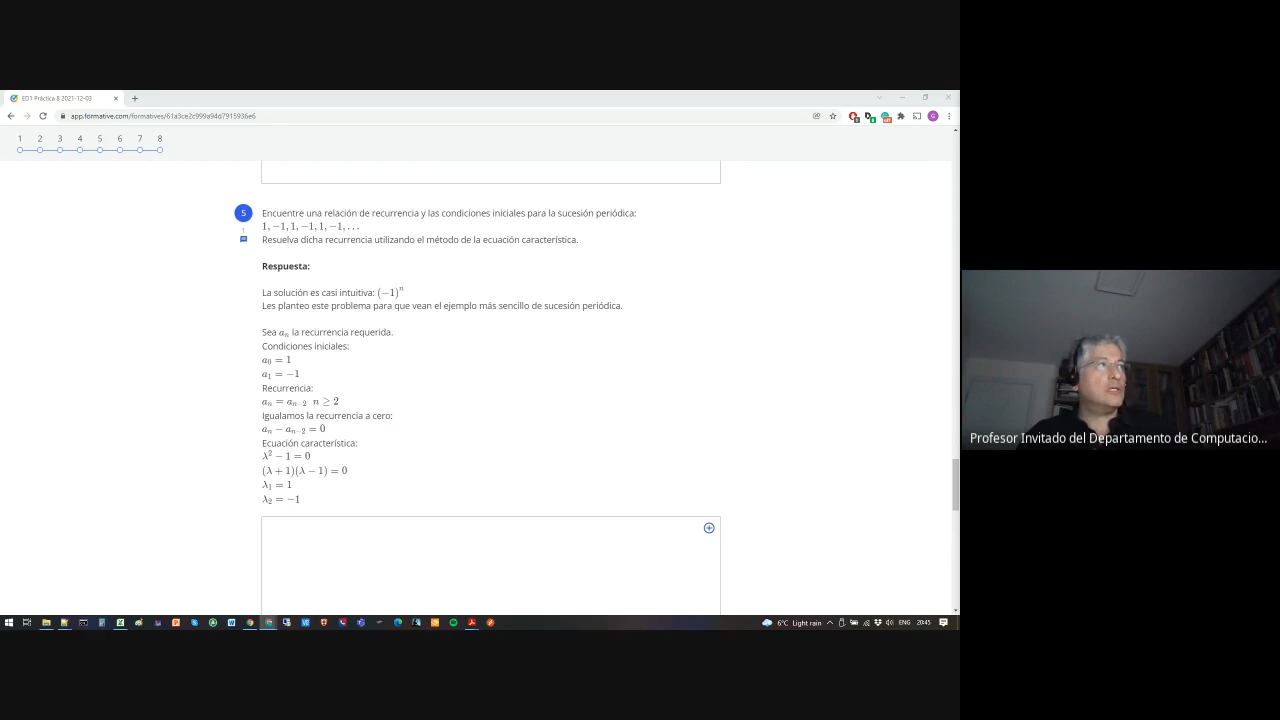 ED1 Práctica 8 2021-12-03
app.formative.com/formatives/61a3ce2c999a94d7915936e6
1 2 3 4 5 6 7 8
5 Encuentre una relación de recurrencia y las condiciones iniciales para la sucesión periódica:
1, −1, 1, −1, 1, −1, . . .
1
Resuelva dicha recurrencia utilizando el método de la ecuación característica.
Respuesta:
La solución es casi intuitiva: (−1)^n
Les planteo este problema para que vean el ejemplo más sencillo de sucesión periódica.
Sea a_n la recurrencia requerida.
Condiciones iniciales:
a_0 = 1
a_1 = −1
Recurrencia:
a_n = a_{n−2} n ≥ 2
Igualamos la recurrencia a cero:
a_n − a_{n−2} = 0
Ecuación característica:
λ^2 − 1 = 0
(λ + 1)(λ − 1) = 0
λ_1 = 1
λ_2 = −1
Profesor Invitado del Departamento de Computacio...
6°C Light rain ENG 20:45